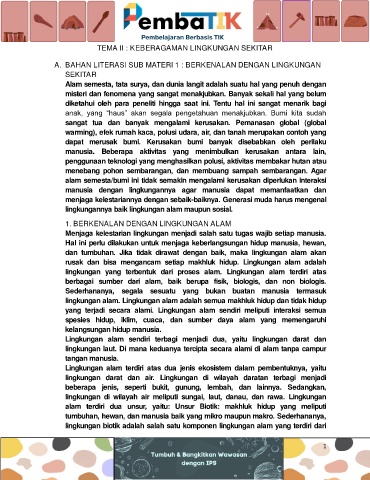 PembaTIK
Pembelajaran Berbasis TIK
TEMA II : KEBERAGAMAN LINGKUNGAN SEKITAR
A. BAHAN LITERASI SUB MATERI 1 : BERKENALAN DENGAN LINGKUNGAN
SEKITAR
Alam semesta, tata surya, dan dunia langit adalah suatu hal yang penuh dengan
misteri dan fenomena yang sangat menakjubkan. Banyak sekali hal yang belum
diketahui oleh para peneliti hingga saat ini. Tentu hal ini sangat menarik bagi
anak, yang “haus” akan segala pengetahuan menakjubkan. Bumi kita sudah
sangat tua dan banyak mengalami kerusakan. Pemanasan global (global
warming), efek rumah kaca, polusi udara, air, dan tanah merupakan contoh yang
dapat merusak bumi. Kerusakan bumi banyak disebabkan oleh perilaku
manusia. Beberapa aktivitas yang menimbulkan kerusakan antara lain,
penggunaan teknologi yang menghasilkan polusi, aktivitas membakar hutan atau
menebang pohon sembarangan, dan membuang sampah sembarangan. Agar
alam semesta/bumi ini tidak semakin mengalami kerusakan diperlukan interaksi
manusia dengan lingkungannya agar manusia dapat memanfaatkan dan
menjaga kelestariannya dengan sebaik-baiknya. Generasi muda harus mengenal
lingkungannya baik lingkungan alam maupun sosial.
1. BERKENALAN DENGAN LINGKUNGAN ALAM
Menjaga kelestarian lingkungan menjadi salah satu tugas wajib setiap manusia.
Hal ini perlu dilakukan untuk menjaga keberlangsungan hidup manusia, hewan,
dan tumbuhan. Jika tidak dirawat dengan baik, maka lingkungan alam akan
rusak dan bisa mengancam setiap makhluk hidup. Lingkungan alam adalah
lingkungan yang terbentuk dari proses alam. Lingkungan alam terdiri atas
berbagai sumber dari alam, baik berupa fisik, biologis, dan non biologis.
Sederhananya, segala sesuatu yang bukan buatan manusia termasuk
lingkungan alam. Lingkungan alam adalah semua makhluk hidup dan tidak hidup
yang terjadi secara alami. Lingkungan alam sendiri meliputi interaksi semua
spesies hidup, iklim, cuaca, dan sumber daya alam yang memengaruhi
kelangsungan hidup manusia.
Lingkungan alam sendiri terbagi menjadi dua, yaitu lingkungan darat dan
lingkungan laut. Di mana keduanya tercipta secara alami di alam tanpa campur
tangan manusia.
Lingkungan alam terdiri atas dua jenis ekosistem dalam pembentuknya, yaitu
lingkungan darat dan air. Lingkungan di wilayah daratan terbagi menjadi
beberapa jenis, seperti bukit, gunung, lembah, dan lainnya. Sedangkan,
lingkungan di wilayah air meliputi sungai, laut, danau, dan rawa. Lingkungan
alam terdiri dua unsur, yaitu: Unsur Biotik: makhluk hidup yang meliputi
tumbuhan, hewan, dan manusia baik yang mikro maupun makro. Sederhananya,
lingkungan biotik adalah salah satu komponen lingkungan alam yang terdiri dari
1
Tumbuh & Bangkitkan Wawasan
dengan IPS